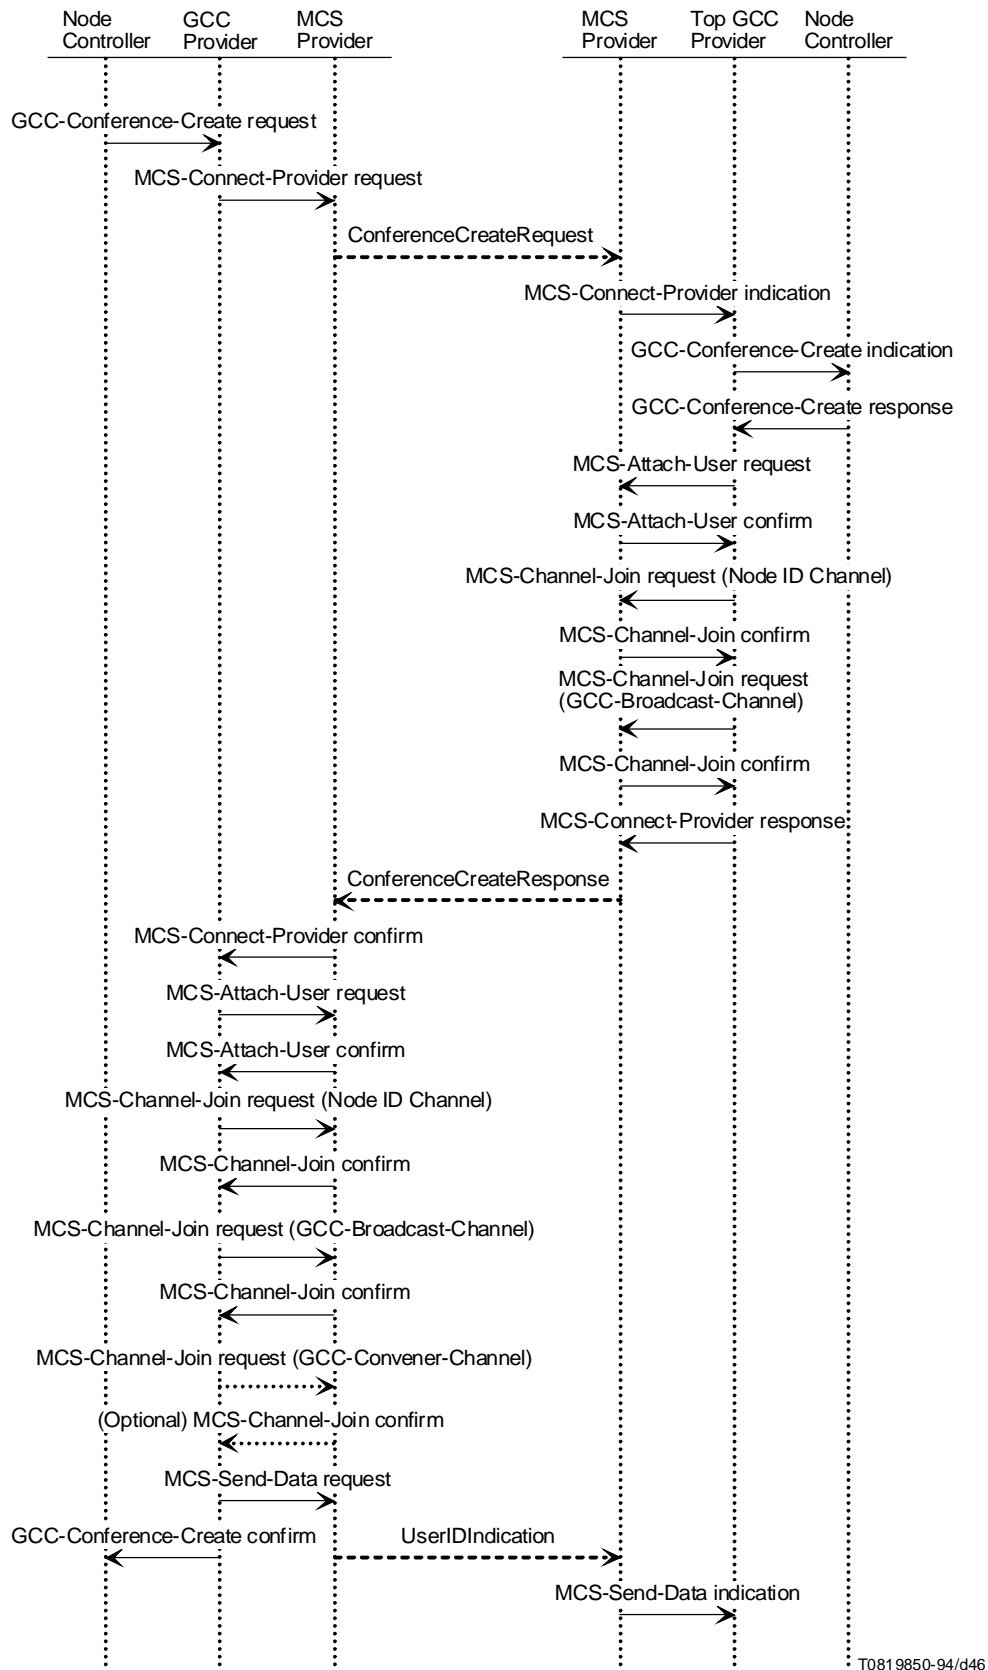 Node
Controller
GCC
Provider
MCS
Provider
MCS
Provider
Top GCC
Provider
Node
Controller
GCC-Conference-Create request
MCS-Connect-Provider request
ConferenceCreateRequest
MCS-Connect-Provider indication
GCC-Conference-Create indication
GCC-Conference-Create response
MCS-Attach-User request
MCS-Attach-User confirm
MCS-Channel-Join request (Node ID Channel)
MCS-Channel-Join confirm
MCS-Channel-Join request
(GCC-Broadcast-Channel)
MCS-Channel-Join confirm
MCS-Connect-Provider response
ConferenceCreateResponse
MCS-Connect-Provider confirm
MCS-Attach-User request
MCS-Attach-User confirm
MCS-Channel-Join request (Node ID Channel)
MCS-Channel-Join confirm
MCS-Channel-Join request (GCC-Broadcast-Channel)
MCS-Channel-Join confirm
MCS-Channel-Join request (GCC-Convener-Channel)
(Optional) MCS-Channel-Join confirm
MCS-Send-Data request
GCC-Conference-Create confirm
UserIDIndication
MCS-Send-Data indication
T0819850-94/d46